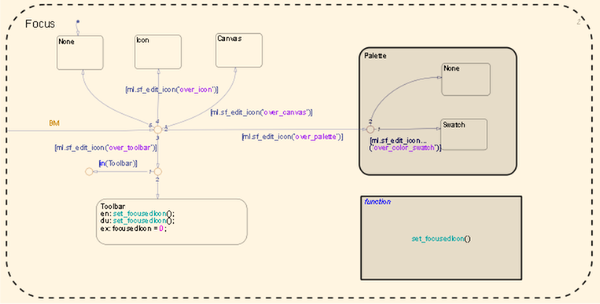 Focus
2
None
Icon
Canvas
Palette
None
[ml.sf_edit_icon('over_icon')]
[ml.sf_edit_icon('over_canvas')]
BM
Swatch
[ml.sf_edit_icon('over_palette')]
[ml.sf_edit_icon...
('over_color_swatch')]
[ml.sf_edit_icon('over_toolbar')]
[in(Toolbar)]
Toolbar
en: set_focusedIcon();
du: set_focusedIcon();
ex: focusedIcon = 0;
function
set_focusedIcon()